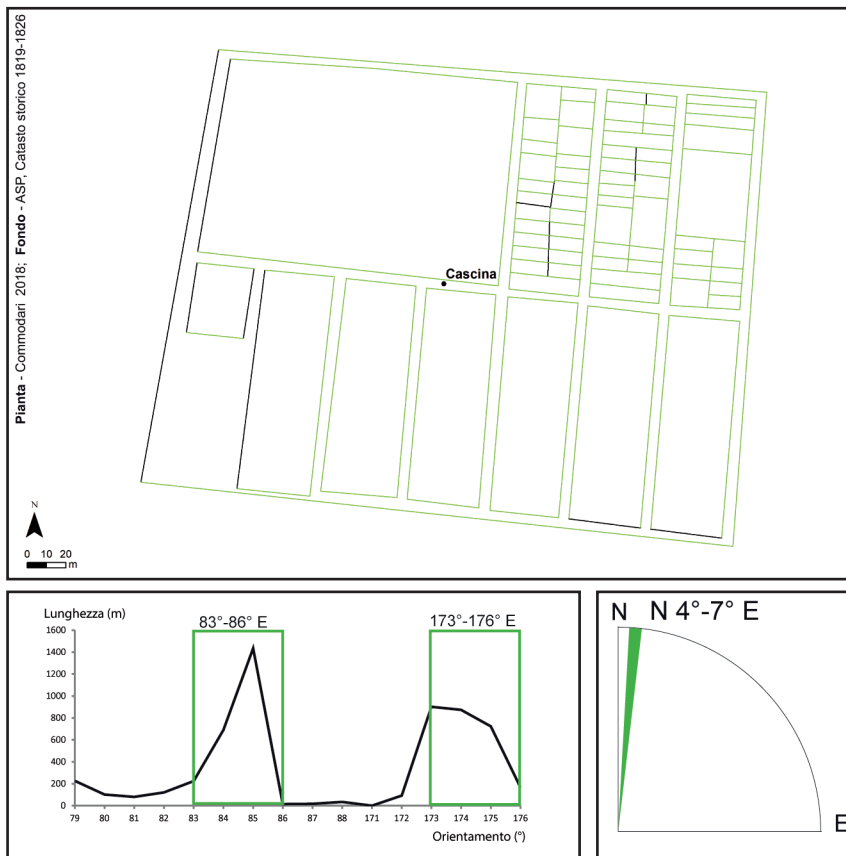 Pianta - Commodari 2018; Fondo - ASP, Catasto storico 1819-1826
Cascina
N
0 10 20
m
Lunghezza (m)
83°-86° E
173°-176° E
1600
1400
1200
1000
800
600
400
200
0
79 80 81 82 83 84 85 86 87 88 171 172 173 174 175 176
Orientamento (°)
N N 4°-7° E
E